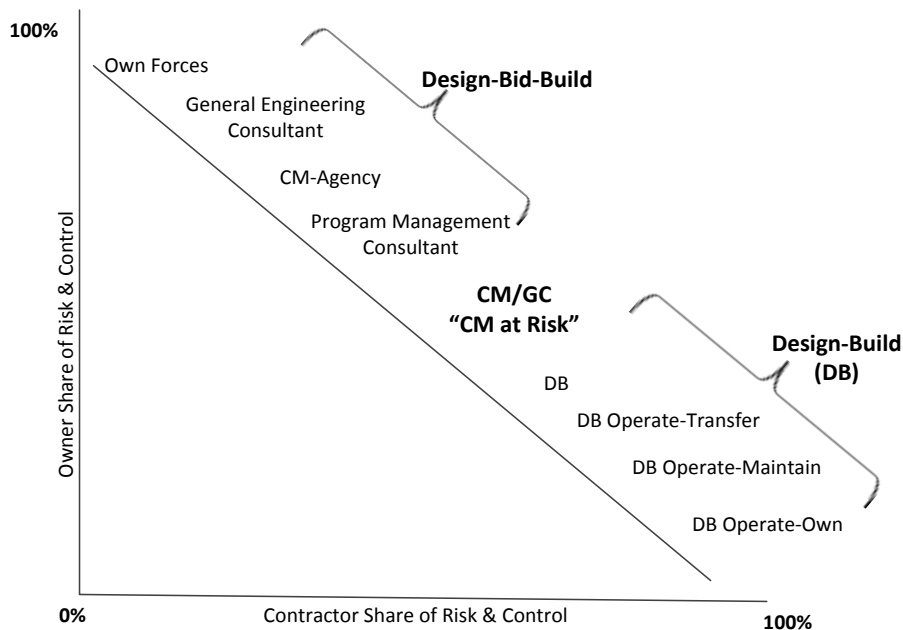 100%
Own Forces
Design-Bid-Build
General Engineering
Consultant
CM-Agency
Program Management
Consultant
Owner Share of Risk & Control
CM/GC
“CM at Risk”
Design-Build
(DB)
DB
DB Operate-Transfer
DB Operate-Maintain
DB Operate-Own
0%
Contractor Share of Risk & Control
100%